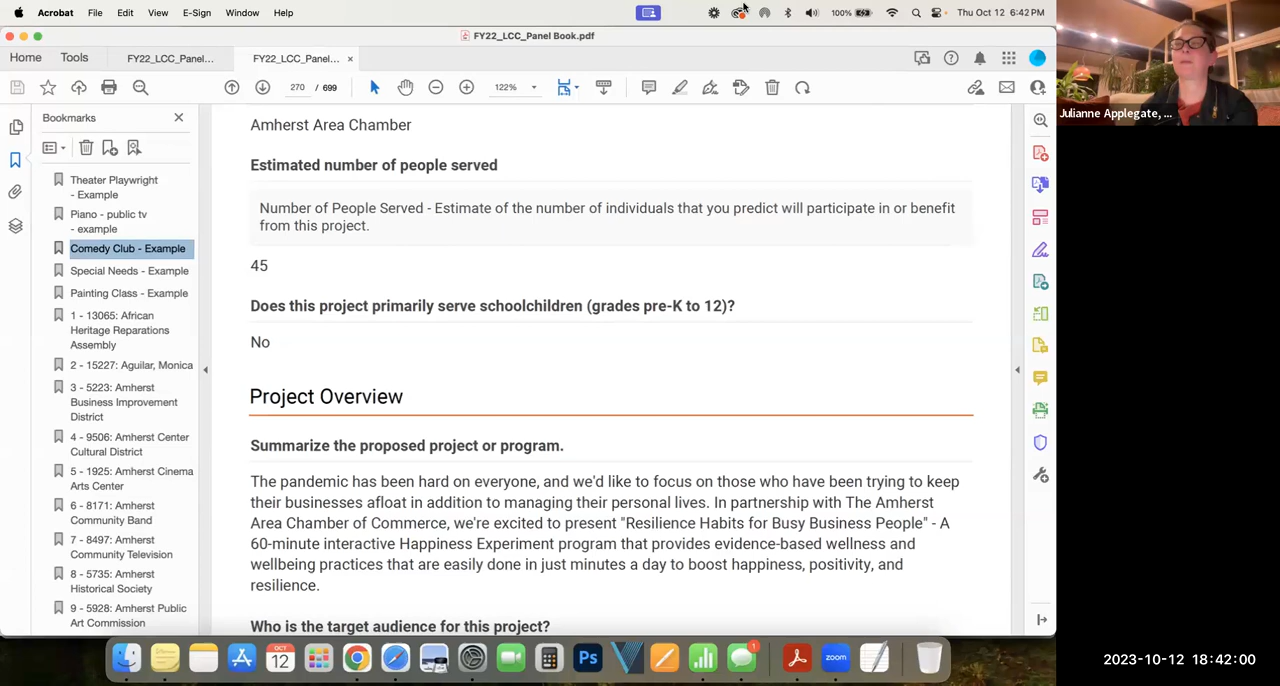 Acrobat File Edit View E-Sign Window Help 100% Thu Oct 12 6:42 PM
FY22_LCC_Panel Book.pdf
Home Tools FY22_LCC_Panel... FY22_LCC_Panel... ×
270 / 699 122%
Bookmarks
Theater Playwright
- Example
Piano - public tv
- example
Comedy Club - Example
Special Needs - Example
Painting Class - Example
1 - 13065: African
Heritage Reparations
Assembly
2 - 15227: Aguilar, Monica
3 - 5223: Amherst
Business Improvement
District
4 - 9506: Amherst Center
Cultural District
5 - 1925: Amherst Cinema
Arts Center
6 - 8171: Amherst
Community Band
7 - 8497: Amherst
Community Television
8 - 5735: Amherst
Historical Society
9 - 5928: Amherst Public
Art Commission
Amherst Area Chamber
Estimated number of people served
Number of People Served - Estimate of the number of individuals that you predict will participate in or benefit
from this project.
45
Does this project primarily serve schoolchildren (grades pre-K to 12)?
No
Project Overview
Summarize the proposed project or program.
The pandemic has been hard on everyone, and we'd like to focus on those who have been trying to keep
their businesses afloat in addition to managing their personal lives. In partnership with The Amherst
Area Chamber of Commerce, we're excited to present "Resilience Habits for Busy Business People" - A
60-minute interactive Happiness Experiment program that provides evidence-based wellness and
wellbeing practices that are easily done in just minutes a day to boost happiness, positivity, and
resilience.
Who is the target audience for this project?
Julianne Applegate, ...
OCT
12
Ps
zoom
1
2023-10-12 18:42:00